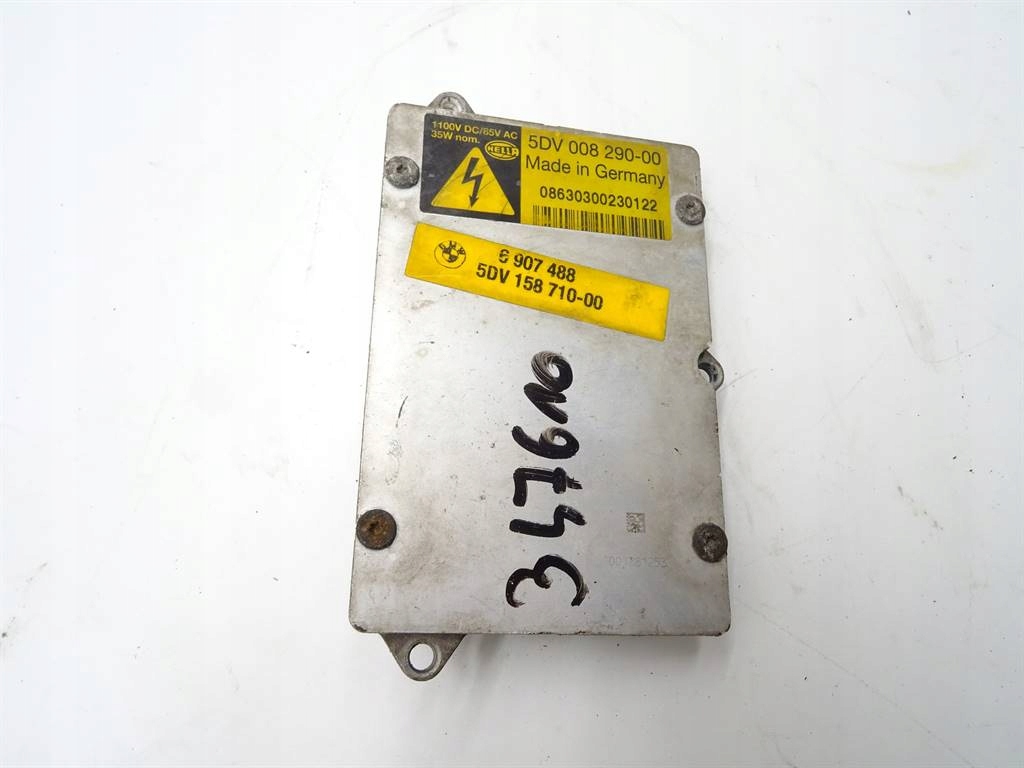 1100V DC/85V AC
35W nom.
HELLA
5DV 008 290-00
Made in Germany
08630300230122
BMW
6 907 488
5DV 158 710-00